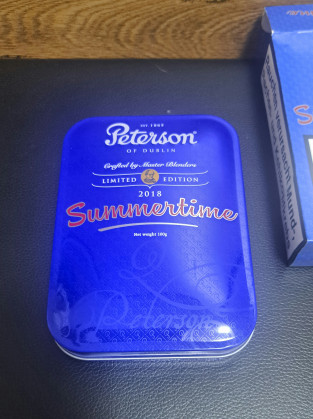 EST 1865
Peterson
OF DUBLIN
Crafted by Master Blenders
LIMITED EDITION
2018
Summertime
Net weight 100g
Peterson